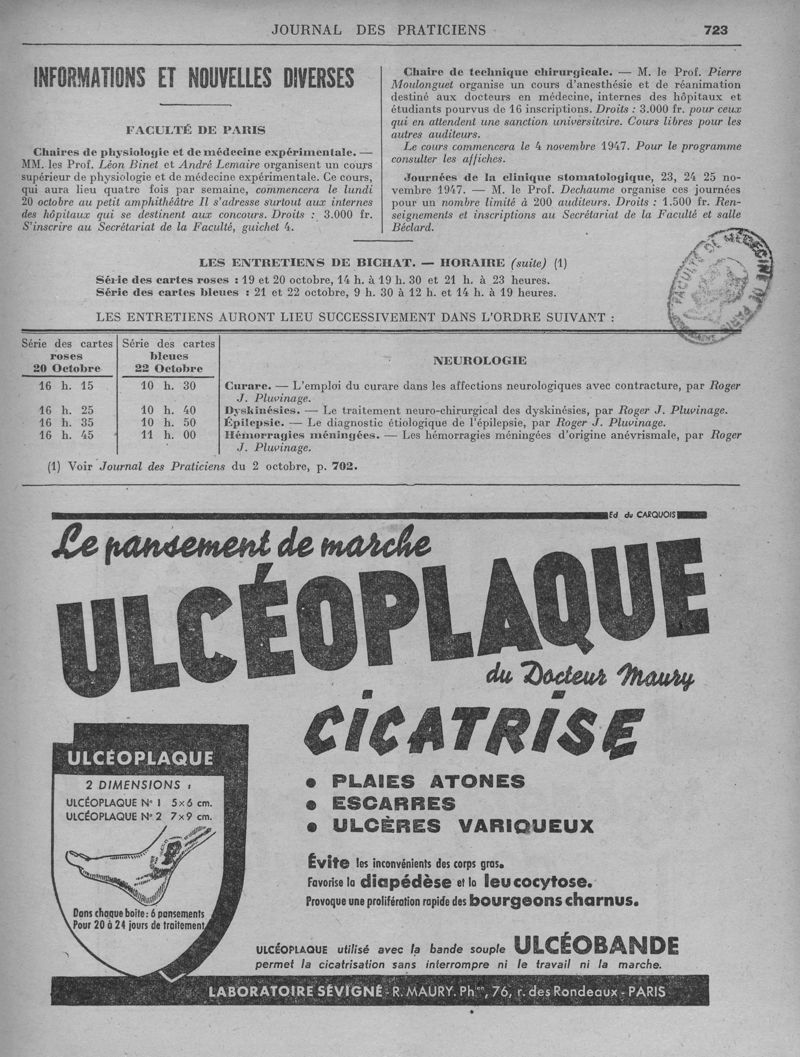 JOURNAL DES PRATICIENS
723
INFORMATIONS ET NOUVELLES DIVERSES
FACULTÉ DE PARIS
Chaires de physiologie et de médecine expérimentale. —
MM. les Prof. Léon Binet et André Lemaire organisent un cours
supérieur de physiologie et de médecine expérimentale. Ce cours,
qui aura lieu quatre fois par semaine, commencera le lundi
20 octobre au petit amphithéâtre Il s'adresse surtout aux internes
des hôpitaux qui se destinent aux concours. Droits : 3.000 fr.
S'inscrire au Secrétariat de la Faculté, guichet 4.
Chaire de technique chirurgicale. — M. le Prof. Pierre
Moulonguet organise un cours d'anesthésie et de réanimation
destiné aux docteurs en médecine, internes des hôpitaux et
étudiants pourvus de 16 inscriptions. Droits : 3.000 fr. pour ceux
qui en attendent une sanction universitaire. Cours libres pour les
autres auditeurs.
Le cours commencera le 4 novembre 1947. Pour le programme
consulter les affiches.
Journées de la clinique stomatologique, 23, 24 25 no-
vembre 1947. — M. le Prof. Dechaume organise ces journées
pour un nombre limité à 200 auditeurs. Droits : 1.500 fr. Ren-
seignements et inscriptions au Secrétariat de la Faculté et salle
Béclard.
FACULTÉ DE MÉDECINE DE PARIS
LES ENTRETIENS DE BICHAT. — HORAIRE (suite) (1)
Série des cartes roses : 19 et 20 octobre, 14 h. à 19 h. 30 et 21 h. à 23 heures.
Série des cartes bleues : 21 et 22 octobre, 9 h. 30 à 12 h. et 14 h. à 19 heures.
LES ENTRETIENS AURONT LIEU SUCCESSIVEMENT DANS L'ORDRE SUIVANT :
Série des cartes
roses
20 Octobre
Série des cartes
bleues
22 Octobre
NEUROLOGIE
16 h. 15
10 h. 30
Curare. — L'emploi du curare dans les affections neurologiques avec contracture, par Roger
J. Pluvinage.
16 h. 25
10 h. 40
Dyskinésies. — Le traitement neuro-chirurgical des dyskinésies, par Roger J. Pluvinage.
16 h. 35
10 h. 50
Épilepsie. — Le diagnostic étiologique de l'épilepsie, par Roger J. Pluvinage.
16 h. 45
11 h. 00
Hémorragies méningées. — Les hémorragies méningées d'origine anévrismale, par Roger
J. Pluvinage.
(1) Voir Journal des Praticiens du 2 octobre, p. 702.
Ed. du CARQUOIS
Le pansement de marche
ULCÉOPLAQUE
du Docteur Maury
CICATRISE
• PLAIES ATONES
• ESCARRES
• ULCÈRES VARIQUEUX
ULCÉOPLAQUE
2 DIMENSIONS :
ULCÉOPLAQUE N° 1 5×6 cm.
ULCÉOPLAQUE N° 2 7×9 cm.
Dans chaque boite : 6 pansements
Pour 20 à 24 jours de traitement
Évite les inconvénients des corps gras.
Favorise la diapédèse et la leucocytose.
Provoque une prolifération rapide des bourgeons charnus.
ULCÉOPLAQUE utilisé avec la bande souple ULCÉOBANDE
permet la cicatrisation sans interrompre ni le travail ni la marche.
LABORATOIRE SÉVIGNÉ - R. MAURY. Phen, 76, r. des Rondeaux - PARIS